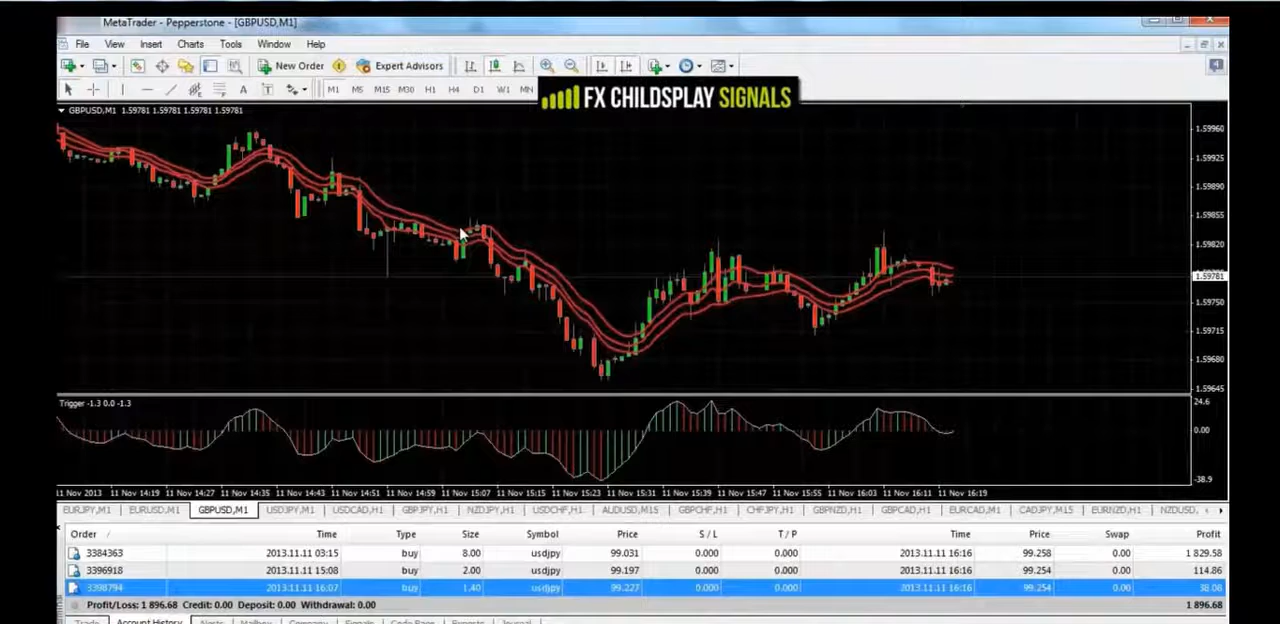 MetaTrader - Pepperstone - [GBPUSD,M1]
File View Insert Charts Tools Window Help
New Order Expert Advisors
A T M1 M5 M15 M30 H1 H4 D1 W1 MN
FX CHILDSPLAY SIGNALS
GBPUSD,M1 1.59781 1.59781 1.59781 1.59781
1.59960
1.59925
1.59890
1.59855
1.59820
1.59781
1.59750
1.59715
1.59680
1.59645
Trigger -1.3 0.0 -1.3
24.6
0.00
-38.9
11 Nov 2013 11 Nov 14:19 11 Nov 14:27 11 Nov 14:35 11 Nov 14:43 11 Nov 14:51 11 Nov 14:59 11 Nov 15:07 11 Nov 15:15 11 Nov 15:23 11 Nov 15:31 11 Nov 15:39 11 Nov 15:47 11 Nov 15:55 11 Nov 16:03 11 Nov 16:11 11 Nov 16:19
EURJPY,M1 EURUSD,M1 GBPUSD,M1 USDJPY,M1 USDCAD,H1 GBPJPY,H1 NZDJPY,H1 USDCHF,H1 AUDUSD,M15 GBPCHF,H1 CHFJPY,H1 GBPNZD,H1 GBPCAD,H1 EURCAD,M1 CADJPY,M15 EURNZD,H1 NZDUSD,
Order / Time Type Size Symbol Price S / L T / P Time Price Swap Profit
3384363 2013.11.11 03:15 buy 8.00 usdjpy 99.031 0.000 0.000 2013.11.11 16:16 99.258 0.00 1 829.58
3396918 2013.11.11 15:08 buy 2.00 usdjpy 99.197 0.000 0.000 2013.11.11 16:16 99.254 0.00 114.86
3398794 2013.11.11 16:07 buy 1.40 usdjpy 99.227 0.000 0.000 2013.11.11 16:16 99.254 0.00 38.08
Profit/Loss: 1 896.68 Credit: 0.00 Deposit: 0.00 Withdrawal: 0.00 1 896.68
Trade Account History Alerts Mailbox Company Signals Code Base Experts Journal